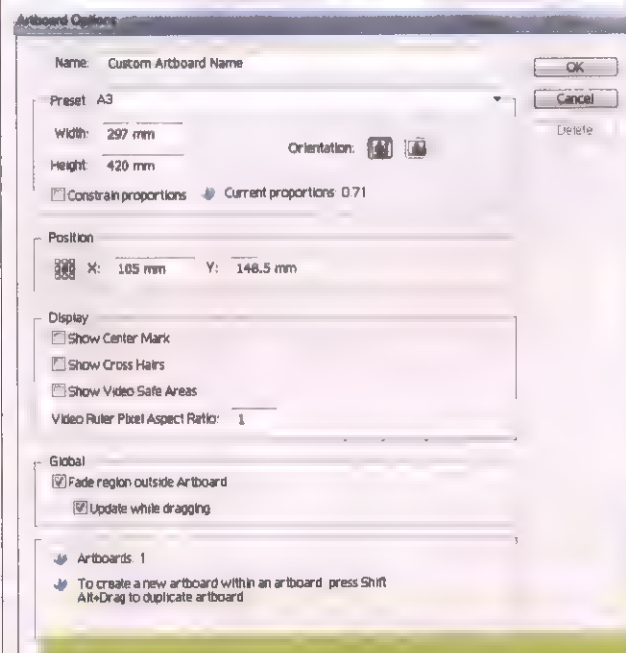 Artboard Options
Name: Custom Artboard Name
OK
Preset A3
Cancel
Width: 297 mm
Orientation:
Delete
Height: 420 mm
Constrain proportions Current proportions 0.71
Position
X: 105 mm Y: 148.5 mm
Display
Show Center Mark
Show Cross Hairs
Show Video Safe Areas
Video Ruler Pixel Aspect Ratio: 1
Global
Fade region outside Artboard
Update while dragging
Artboards 1
To create a new artboard within an artboard press Shift
Alt+Drag to duplicate artboard